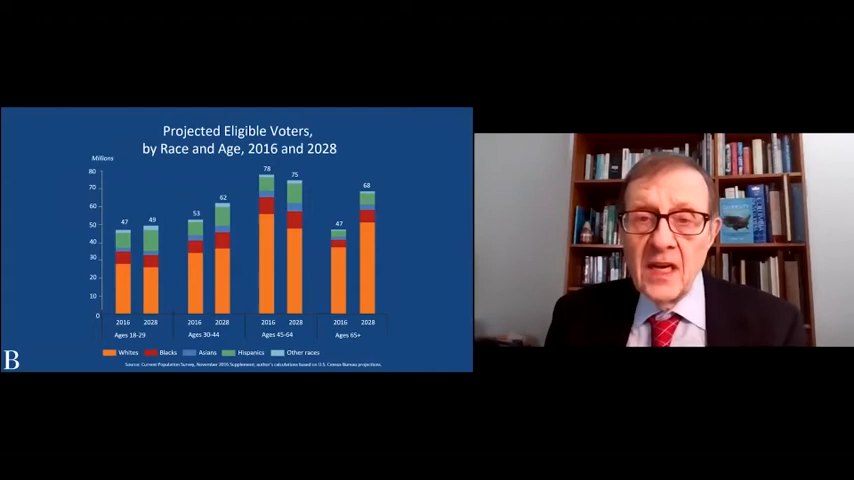 Projected Eligible Voters,
by Race and Age, 2016 and 2028
Millions
80
70
60
50
40
30
20
10
0
47
49
53
62
78
75
47
68
2016 2028 2016 2028 2016 2028 2016 2028
Ages 18-29 Ages 30-44 Ages 45-64 Ages 65+
Whites Blacks Asians Hispanics Other races
Source: Current Population Survey, November 2016 Supplement; author's calculations based on U.S. Census Bureau projections.
B
DIVERSITY